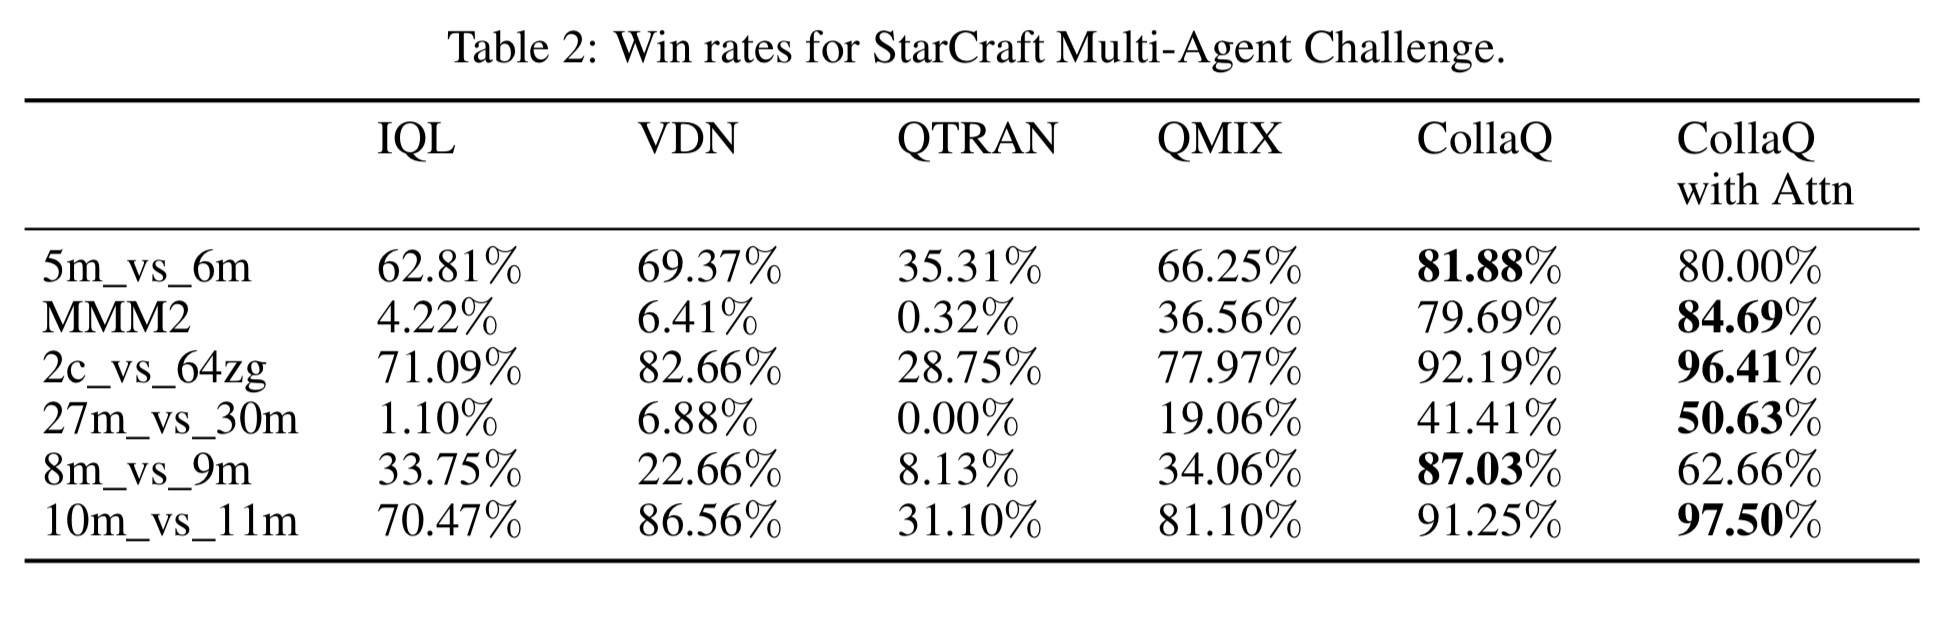 Table 2: Win rates for StarCraft Multi-Agent Challenge.
IQL VDN QTRAN QMIX CollaQ CollaQ
with Attn
5m_vs_6m 62.81% 69.37% 35.31% 66.25% 81.88% 80.00%
MMM2 4.22% 6.41% 0.32% 36.56% 79.69% 84.69%
2c_vs_64zg 71.09% 82.66% 28.75% 77.97% 92.19% 96.41%
27m_vs_30m 1.10% 6.88% 0.00% 19.06% 41.41% 50.63%
8m_vs_9m 33.75% 22.66% 8.13% 34.06% 87.03% 62.66%
10m_vs_11m 70.47% 86.56% 31.10% 81.10% 91.25% 97.50%